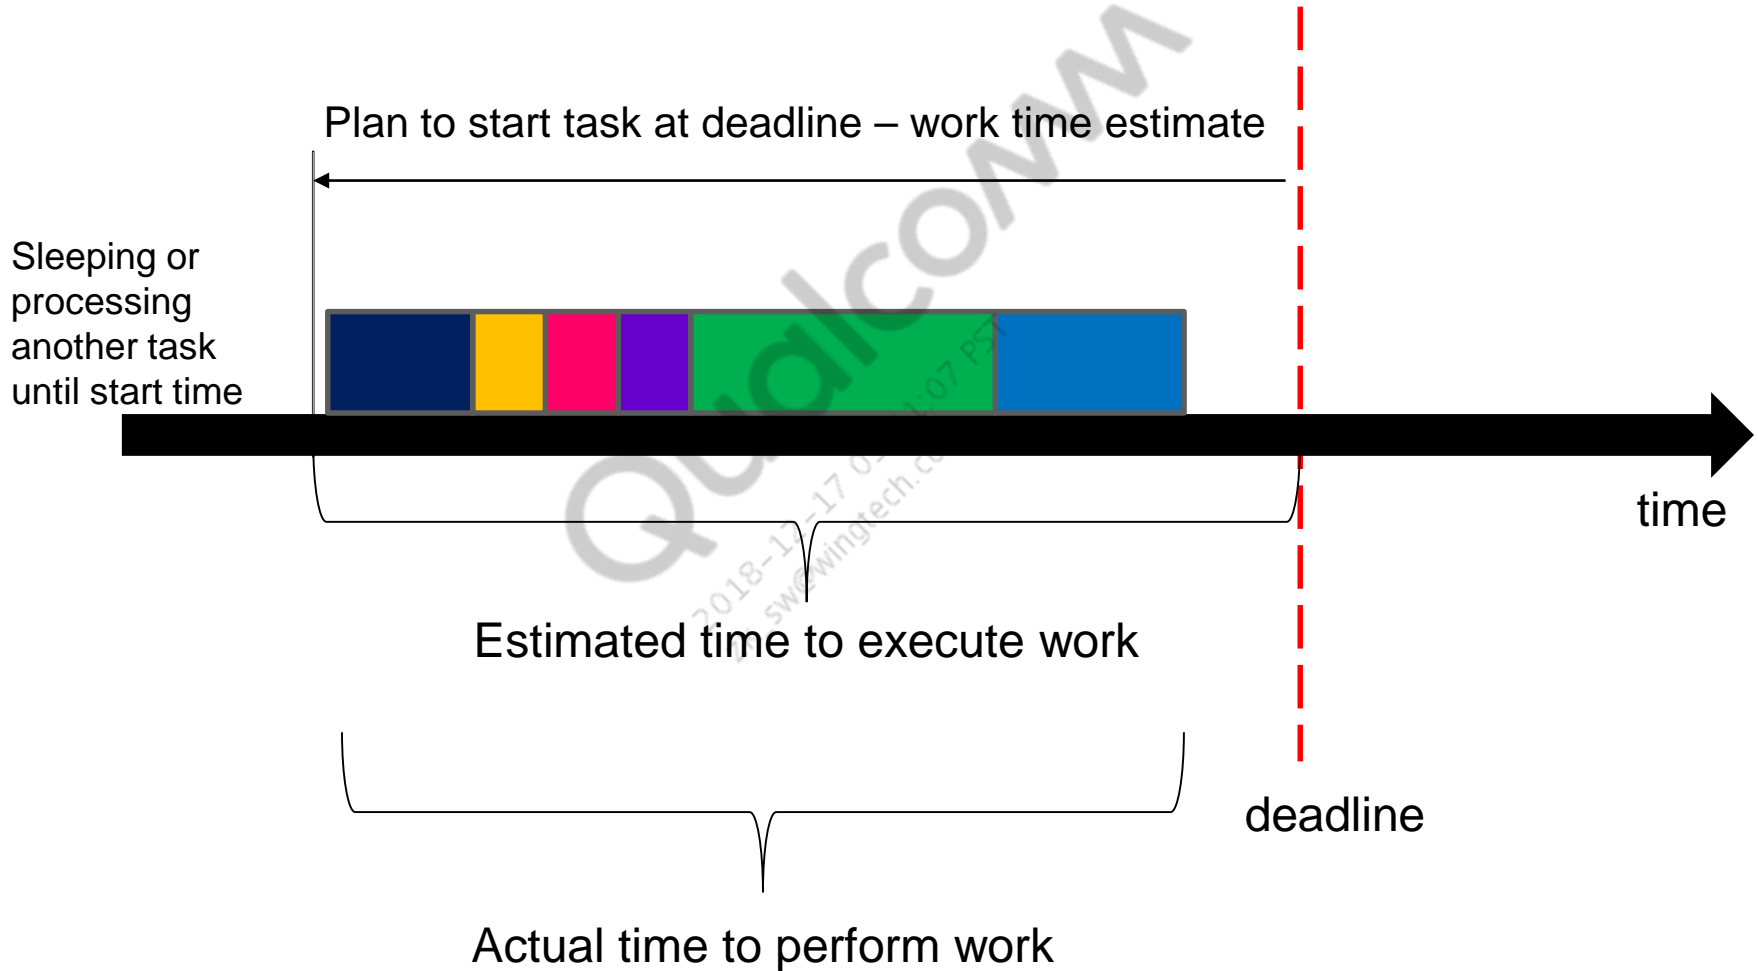 Plan to start task at deadline – work time estimate
Sleeping or
processing
another task
until start time
Qualcomm
time
Estimated time to execute work
deadline
Actual time to perform work